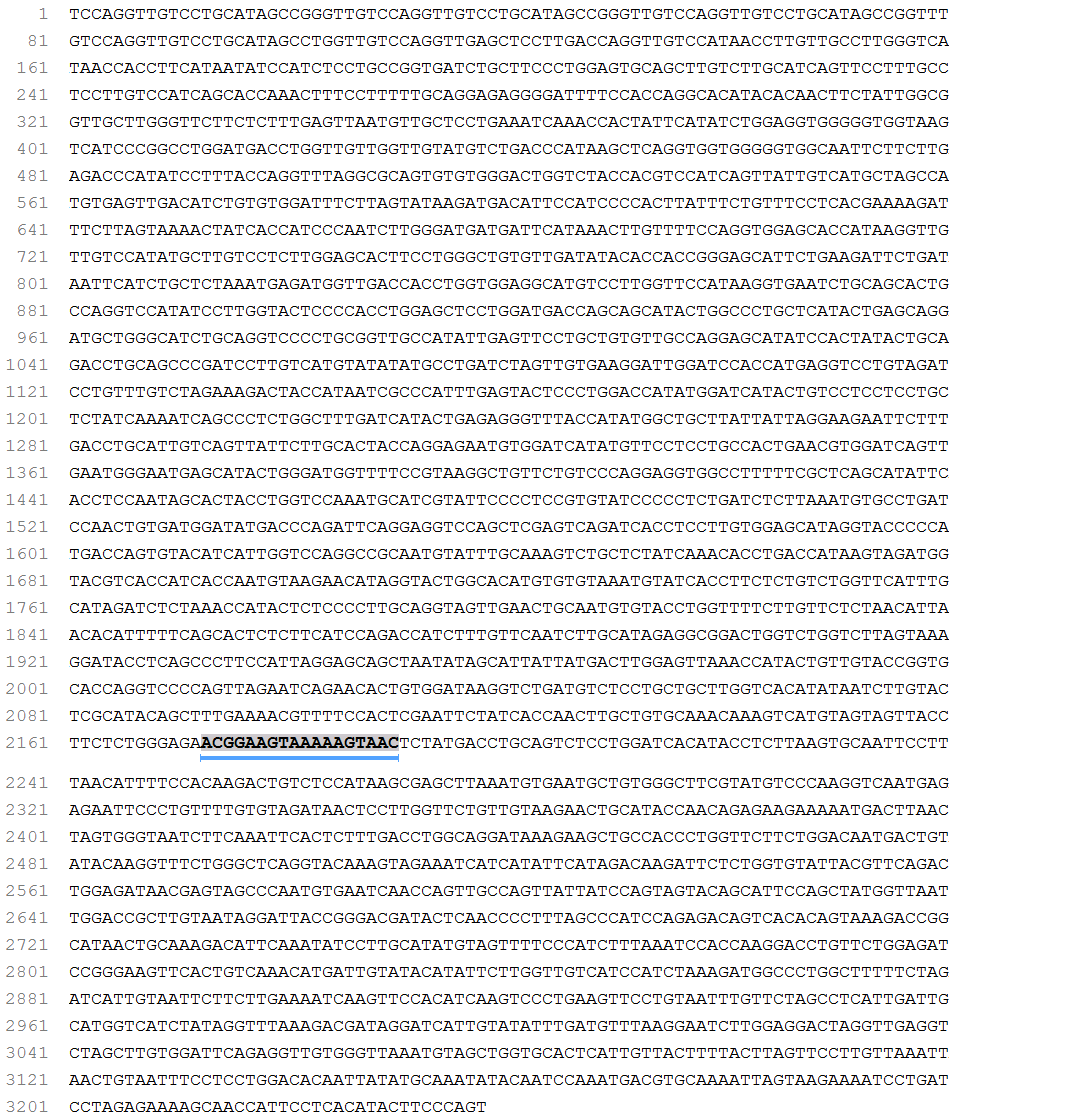 1 TCCAGGTTGTCCTGCATAGCCGGGTTGTCCAGGTTGTCCTGCATAGCCGGGTTGTCCAGGTTGTCCTGCATAGCCGGTTT
81 GTCCAGGTTGTCCTGCATAGCCTGGTTGTCCAGGTTGAGCTCCTTGACCAGGTTGTCCATAACCTTGTTGCCTTGGGTCA
161 TAACCACCTTCATAATATCCATCTCCTGCCGGTGATCTGCTTCCCTGGAGTGCAGCTTGTCTTGCATCAGTTCCTTTGCC
241 TCCTTGTCCATCAGCACCAAACTTTCCTTTTTGCAGGAGAGGGGATTTTCCACCAGGCACATACACAACTTCTATTGGCG
321 GTTGCTTGGGTTCTTCTCTTTGAGTTAATGTTGCTCCTGAAATCAAACCACTATTCATATCTGGAGGTGGGGGTGGTAAG
401 TCATCCCGGCCTGGATGACCTGGTTGTTGGTTGTATGTCTGACCCATAAGCTCAGGTGGTGGGGGTGGCAATTCTTCTTG
481 AGACCCATATCCTTTACCAGGTTTAGGCGCAGTGTGTGGGACTGGTCTACCACGTCCATCAGTTATTGTCATGCTAGCCA
561 TGTGAGTTGACATCTGTGTGGATTTCTTAGTATAAGATGACATTCCATCCCCACTTATTTCTGTTTCCTCACGAAAAGAT
641 TTCTTAGTAAAACTATCACCATCCCAATCTTGGGATGATGATTCATAAACTTGTTTTCCAGGTGGAGCACCATAAGGTTG
721 TTGTCCATATGCTTGTCCTCTTGGAGCACTTCCTGGGCTGTGTTGATATACACCACCGGGAGCATTCTGAAGATTCTGAT
801 AATTCATCTGCTCTAAATGAGATGGTTGACCACCTGGTGGAGGCATGTCCTTGGTTCCATAAGGTGAATCTGCAGCACTG
881 CCAGGTCCATATCCTTGGTACTCCCCACCTGGAGCTCCTGGATGACCAGCAGCATACTGGCCCTGCTCATACTGAGCAGG
961 ATGCTGGGCATCTGCAGGTCCCCTGCGGTTGCCATATTGAGTTCCTGCTGTGTTGCCAGGAGCATATCCACTATACTGCA
1041 GACCTGCAGCCCGATCCTTGTCATGTATATATGCCTGATCTAGTTGTGAAGGATTGGATCCACCATGAGGTCCTGTAGAT
1121 CCTGTTTGTCTAGAAAGACTACCATAATCGCCCATTTGAGTACTCCCTGGACCATATGGATCATACTGTCCTCCTCCTGC
1201 TCTATCAAAATCAGCCCTCTGGCTTTGATCATACTGAGAGGGTTTACCATATGGCTGCTTATTATTAGGAAGAATTCTTT
1281 GACCTGCATTGTCAGTTATTCTTGCACTACCAGGAGAATGTGGATCATATGTTCCTCCTGCCACTGAACGTGGATCAGTT
1361 GAATGGGAATGAGCATACTGGGATGGTTTTCCGTAAGGCTGTTCTGTCCCAGGAGGTGGCCTTTTTCGCTCAGCATATTC
1441 ACCTCCAATAGCACTACCTGGTCCAAATGCATCGTATTCCCCTCCGTGTATCCCCCTCTGATCTCTTAAATGTGCCTGAT
1521 CCAACTGTGATGGATATGACCCAGATTCAGGAGGTCCAGCTCGAGTCAGATCACCTCCTTGTGGAGCATAGGTACCCCCA
1601 TGACCAGTGTACATCATTGGTCCAGGCCGCAATGTATTTGCAAAGTCTGCTCTATCAAACACCTGACCATAAGTAGATGG
1681 TACGTCACCATCACCAATGTAAGAACATAGGTACTGGCACATGTGTGTAAATGTATCACCTTCTCTGTCTGGTTCATTTG
1761 CATAGATCTCTAAACCATACTCTCCCCTTGCAGGTAGTTGAACTGCAATGTGTACCTGGTTTTCTTGTTCTCTAACATTA
1841 ACACATTTTTCAGCACTCTCTTCATCCAGACCATCTTTGTTCAATCTTGCATAGAGGCGGACTGGTCTGGTCTTAGTAAA
1921 GGATACCTCAGCCCTTCCATTAGGAGCAGCTAATATAGCATTATTATGACTTGGAGTTAAACCATACTGTTGTACCGGTG
2001 CACCAGGTCCCCAGTTAGAATCAGAACACTGTGGATAAGGTCTGATGTCTCCTGCTGCTTGGTCACATATAATCTTGTAC
2081 TCGCATACAGCTTTGAAAACGTTTTCCACTCGAATTCTATCACCAACTTGCTGTGCAAACAAAGTCATGTAGTAGTTACC
2161 TTCTCTGGGAGAACGGAAGTAAAAAGTAACTCTATGACCTGCAGTCTCCTGGATCACATACCTCTTAAGTGCAATTCCTT
2241 TAACATTTTCCACAAGACTGTCTCCATAAGCGAGCTTAAATGTGAATGCTGTGGGCTTCGTATGTCCCAAGGTCAATGAG
2321 AGAATTCCCTGTTTTGTGTAGATAACTCCTTGGTTCTGTTGTAAGAACTGCATACCAACAGAGAAGAAAAATGACTTAAC
2401 TAGTGGGTAATCTTCAAATTCACTCTTTGACCTGGCAGGATAAAGAAGCTGCCACCCTGGTTCTTCTGGACAATGACTGT
2481 ATACAAGGTTTCTGGGCTCAGGTACAAAGTAGAAATCATCATATTCATAGACAAGATTCTCTGGTGTATTACGTTCAGAC
2561 TGGAGATAACGAGTAGCCCAATGTGAATCAACCAGTTGCCAGTTATTATCCAGTAGTACAGCATTCCAGCTATGGTTAAT
2641 TGGACCGCTTGTAATAGGATTACCGGGACGATACTCAACCCCTTTAGCCCATCCAGAGACAGTCACACAGTAAAGACCGG
2721 CATAACTGCAAAGACATTCAAATATCCTTGCATATGTAGTTTTCCCATCTTTAAATCCACCAAGGACCTGTTCTGGAGAT
2801 CCGGGAAGTTCACTGTCAAACATGATTGTATACATATTCTTGGTTGTCATCCATCTAAAGATGGCCCTGGCTTTTTCTAG
2881 ATCATTGTAATTCTTCTTGAAAATCAAGTTCCACATCAAGTCCCTGAAGTTCCTGTAATTTGTTCTAGCCTCATTGATTG
2961 CATGGTCATCTATAGGTTTAAAGACGATAGGATCATTGTATATTTGATGTTTAAGGAATCTTGGAGGACTAGGTTGAGGT
3041 CTAGCTTGTGGATTCAGAGGTTGTGGGTTAAATGTAGCTGGTGCACTCATTGTTACTTTTACTTAGTTCCTTGTTAAATT
3121 AACTGTAATTTCCTCCTGGACACAATTATATGCAAATATACAATCCAAATGACGTGCAAAATTAGTAAGAAAATCCTGAT
3201 CCTAGAGAAAAGCAACCATTCCTCACATACTTCCCAGT